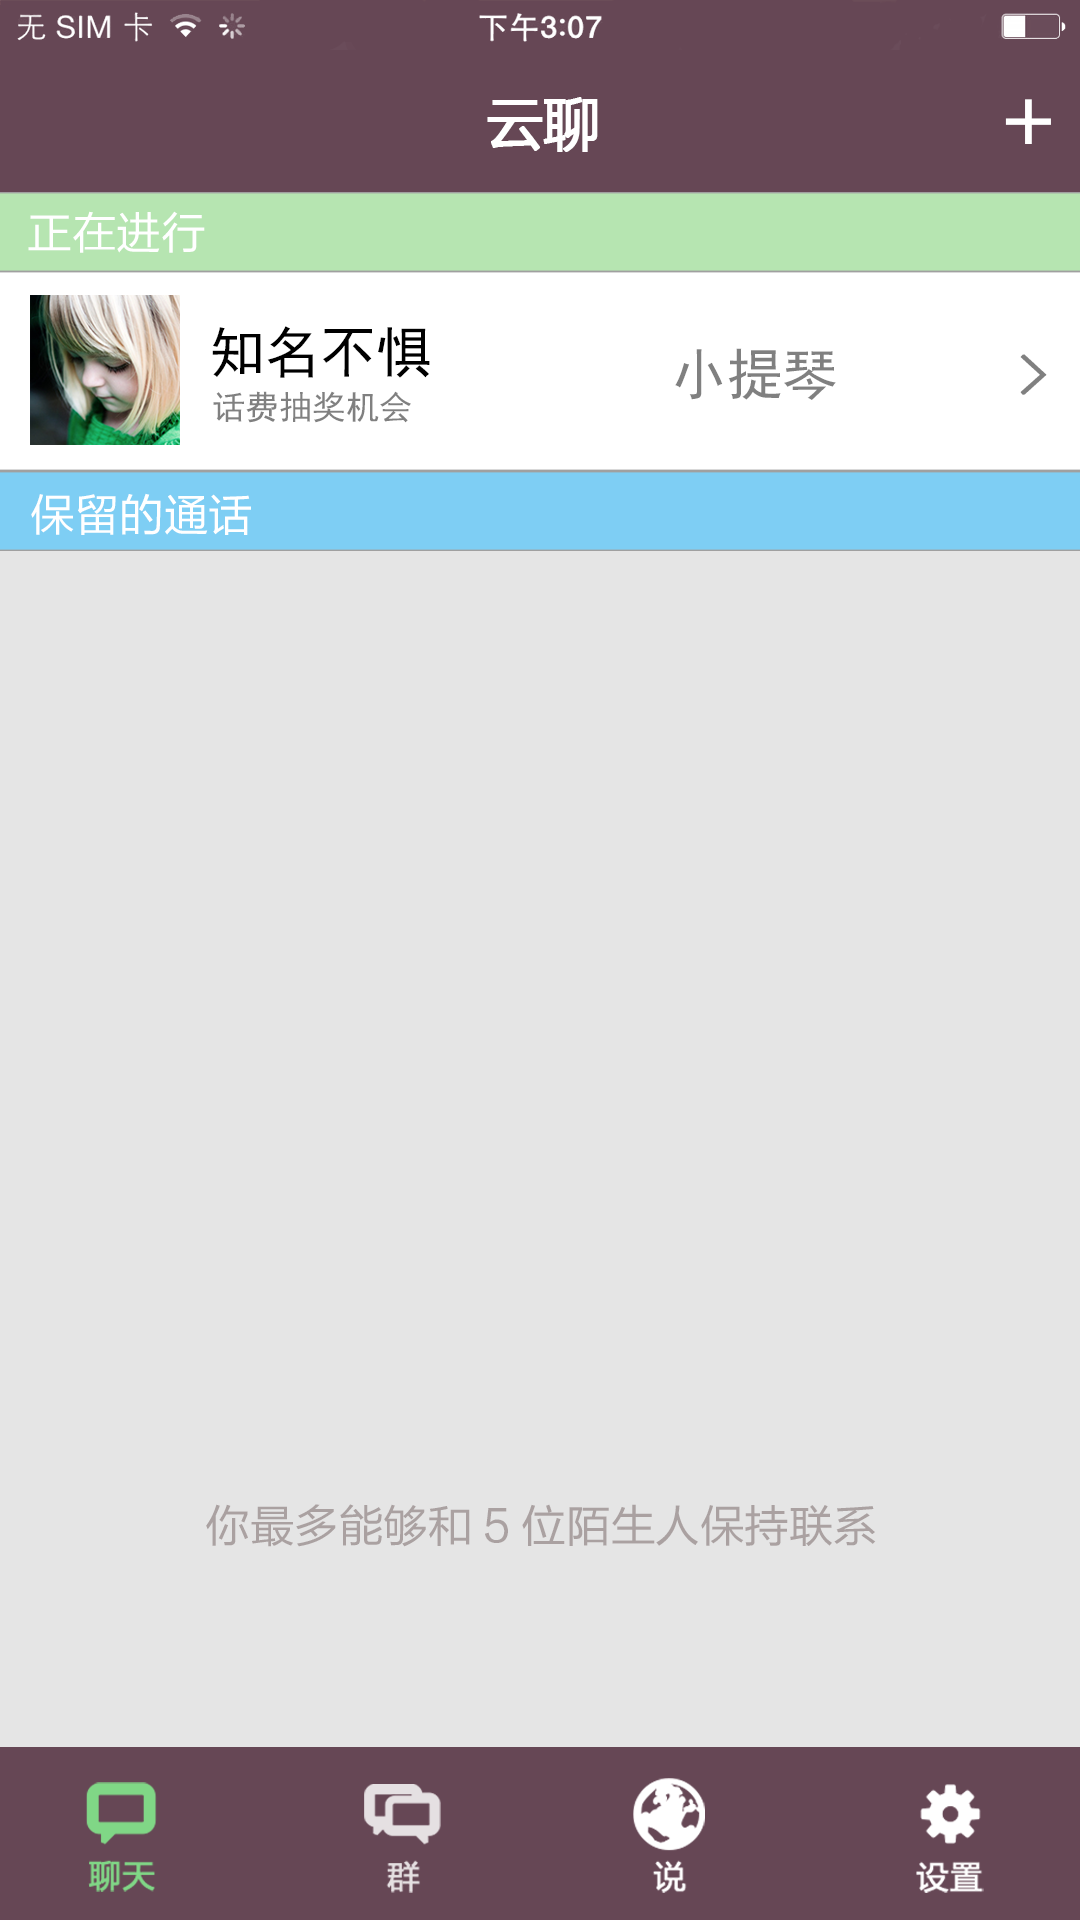 无 SIM 卡 下午3:07
云聊
正在进行
知名不惧
话费抽奖机会
小提琴
保留的通话
你最多能够和 5 位陌生人保持联系
聊天 群 说 设置